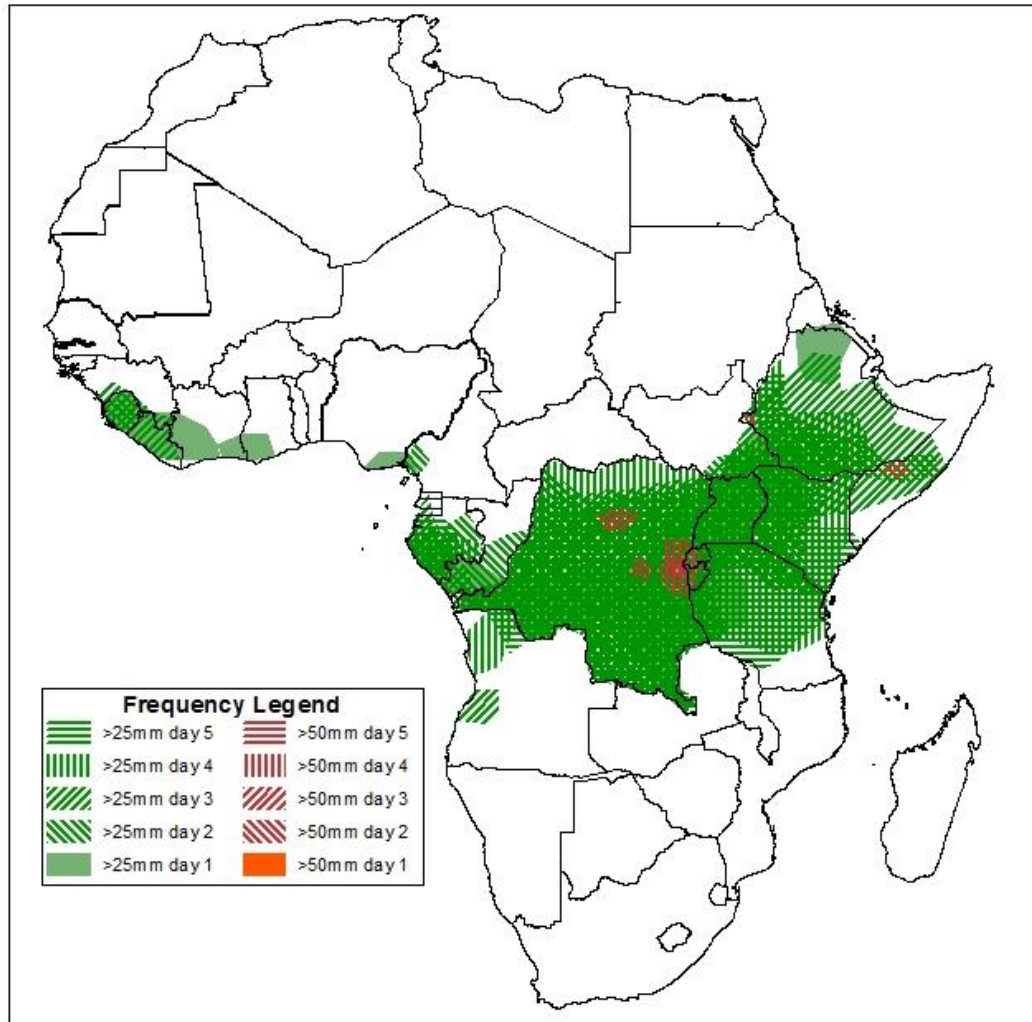 Frequency Legend
>25mm day 5 >50mm day 5
>25mm day 4 >50mm day 4
>25mm day 3 >50mm day 3
>25mm day 2 >50mm day 2
>25mm day 1 >50mm day 1